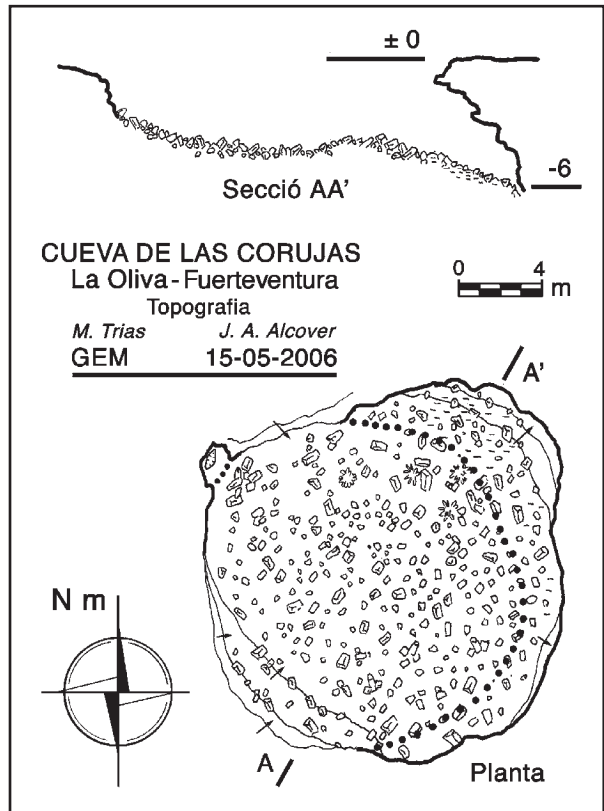 ± 0
-6
Secció AA'
CUEVA DE LAS CORUJAS
La Oliva - Fuerteventura
Topografia
M. Trias J. A. Alcover
GEM 15-05-2006
0 4
m
A'
N m
A
Planta